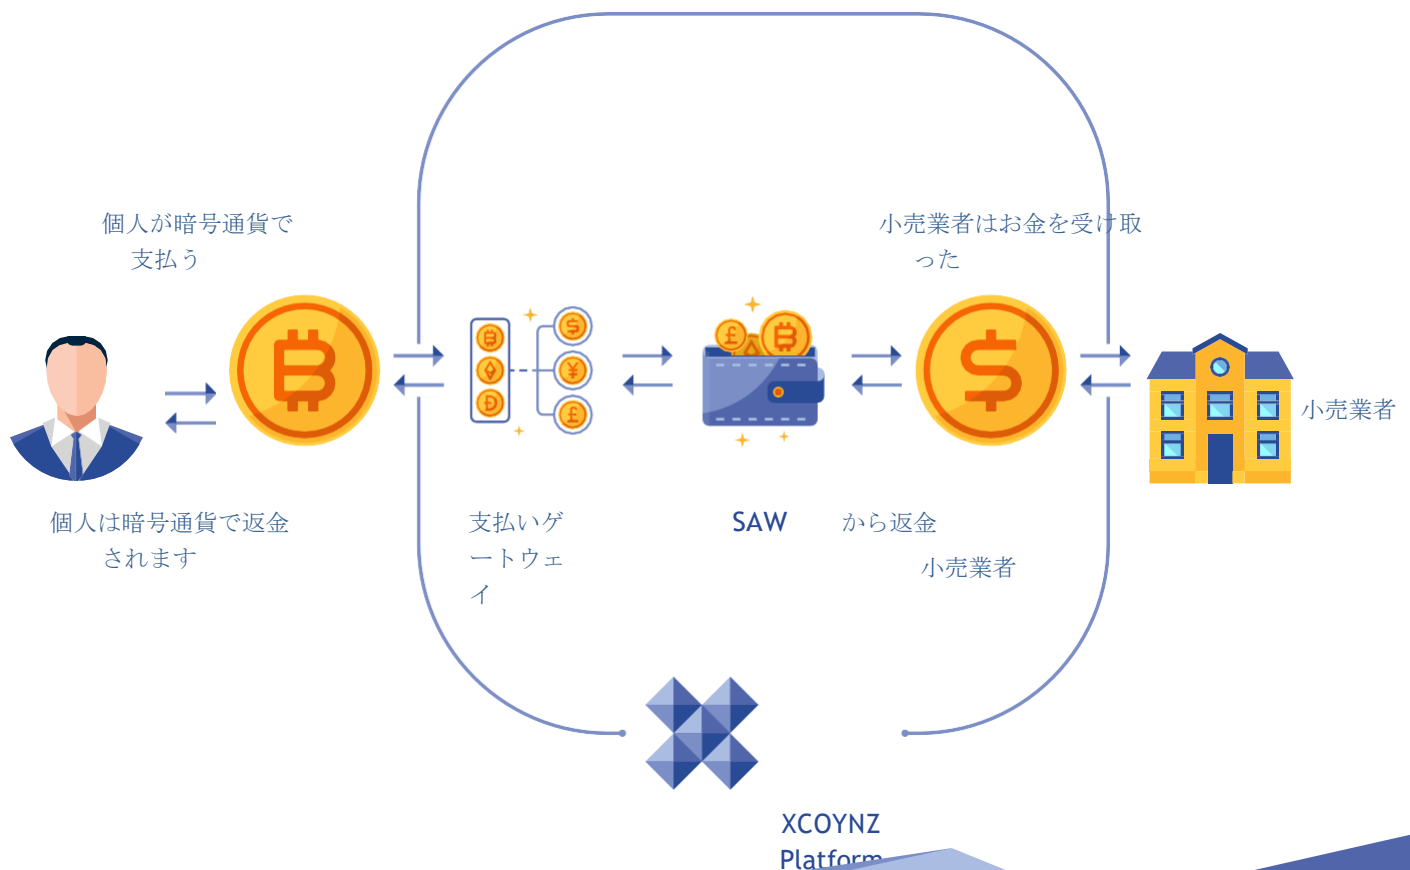 個人が暗号通貨で
支払う
小売業者はお金を受け取
った
小売業者
個人は暗号通貨で返金
されます
支払いゲ
ートウェ
イ
SAW
から返金
小売業者
XCOYNZ
Platform